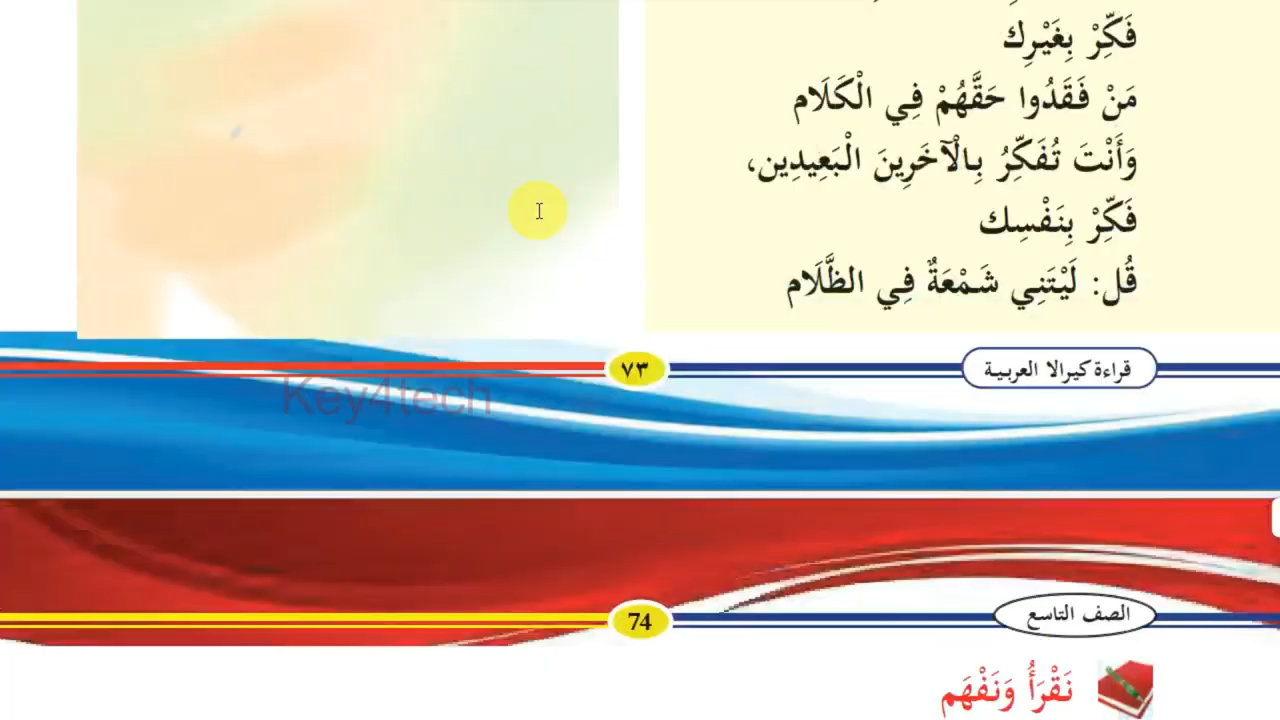 فَكِّرْ بِغَيْرِك
مَنْ فَقَدُوا حَقَّهُمْ فِي الْكَلَام
وَأَنْتَ تُفَكِّرُ بِالْآخَرِينَ الْبَعِيدِين،
فَكِّرْ بِنَفْسِك
قُل: لَيْتَنِي شَمْعَةٌ فِي الظَّلَام
قراءة كيرالا العربية
٧٣
Key4tech
الصف التاسع
74
نَقْرَأُ وَنَفْهَم